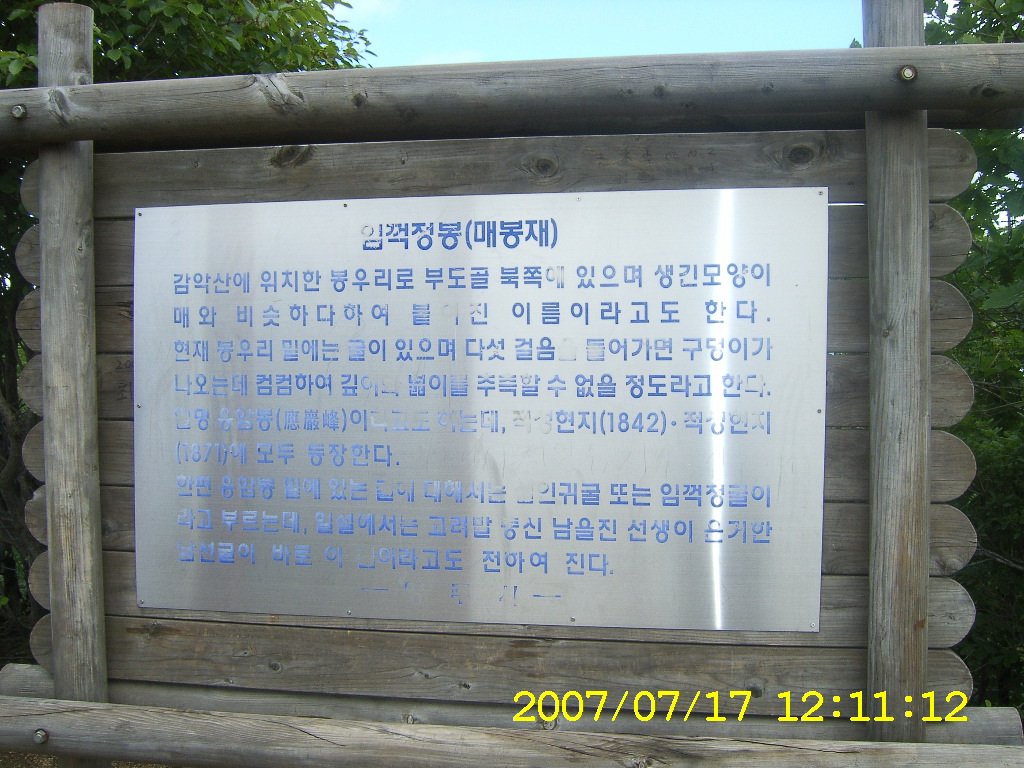 임꺽정봉(매봉재)
감악산에 위치한 봉우리로 부도골 북쪽에 있으며 생긴모양이
매와 비슷하다하여 붙여진 이름이라고도 한다.
현재 봉우리 밑에는 굴이 있으며 다섯 걸음을 들어가면 구덩이가
나오는데 컴컴하여 깊이와 넓이를 추측할 수 없을 정도라고 한다.
일명 응암봉(應巖峰)이라고도 하는데, 적성현지(1842)·적성현지
(1871)에 모두 등장한다.
한편 응암봉 밑에 있는 굴에 대해서는 또는 임꺽정굴이
라고 부르는데, 일설에서는 고려말 충신 남을진 선생이 은거한
남선굴이 바로 이 굴이라고도 전하여 진다.
2007/07/17 12:11:12